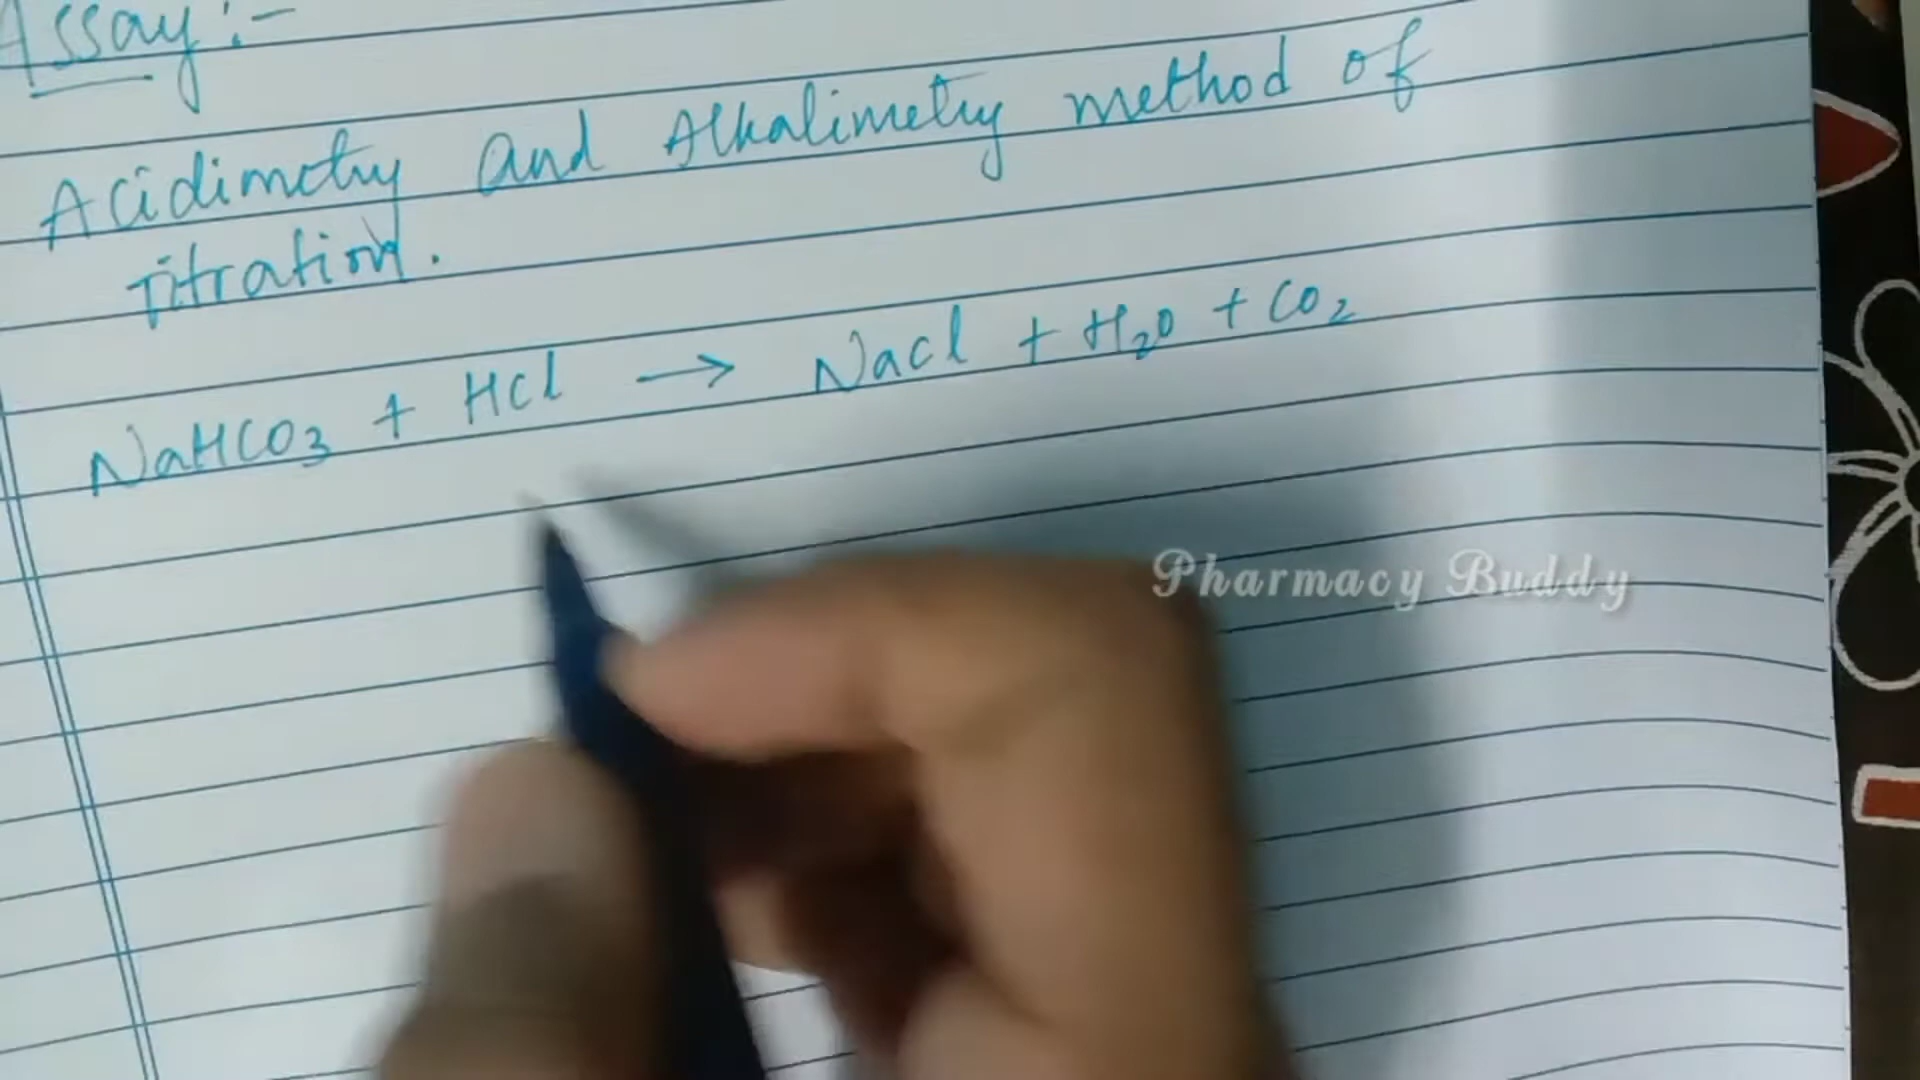 Assay :-
Acidimetry and Alkalimetry method of
Titration.
NaHCO3 + HCl → Nacl + H2O + CO2
Pharmacy Buddy